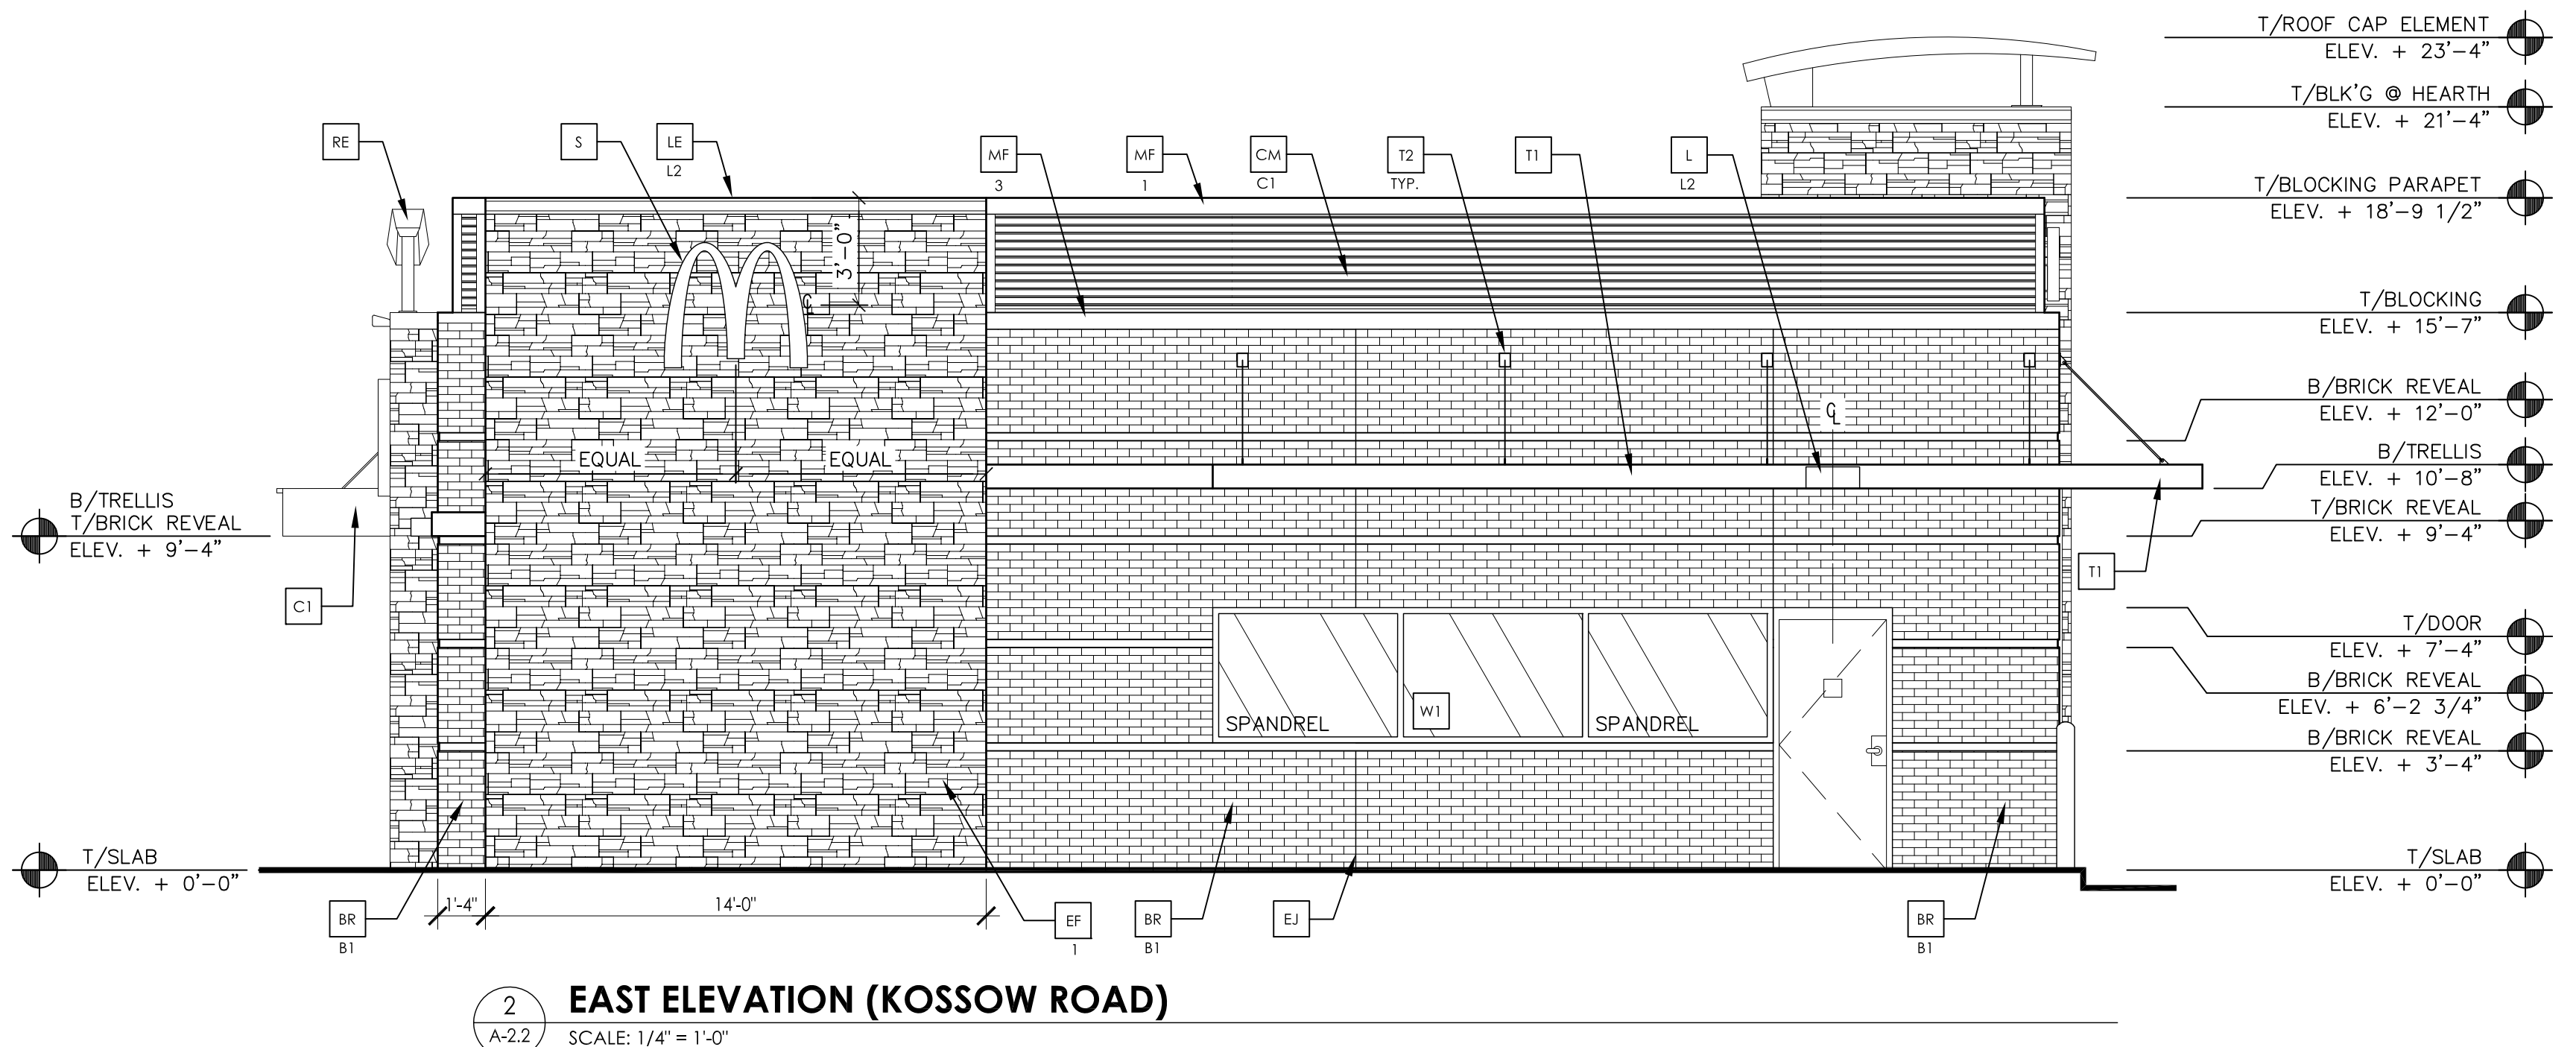 T/ROOF CAP ELEMENT
ELEV. + 23'-4"
T/BLK'G @ HEARTH
ELEV. + 21'-4"
RE
S
LE
L2
MF
3
MF
1
CM
C1
T2
TYP.
T1
L
L2
T/BLOCKING PARAPET
ELEV. + 18'-9 1/2"
3'-0"
℄
T/BLOCKING
ELEV. + 15'-7"
B/BRICK REVEAL
ELEV. + 12'-0"
℄
EQUAL
EQUAL
B/TRELLIS
ELEV. + 10'-8"
B/TRELLIS
T/BRICK REVEAL
ELEV. + 9'-4"
T/BRICK REVEAL
ELEV. + 9'-4"
C1
T1
T/DOOR
ELEV. + 7'-4"
B/BRICK REVEAL
ELEV. + 6'-2 3/4"
SPANDREL
W1
SPANDREL
B/BRICK REVEAL
ELEV. + 3'-4"
T/SLAB
ELEV. + 0'-0"
T/SLAB
ELEV. + 0'-0"
1'-4"
14'-0"
BR
B1
EF
1
BR
B1
EJ
BR
B1
2
A-2.2
EAST ELEVATION (KOSSOW ROAD)
SCALE: 1/4" = 1'-0"